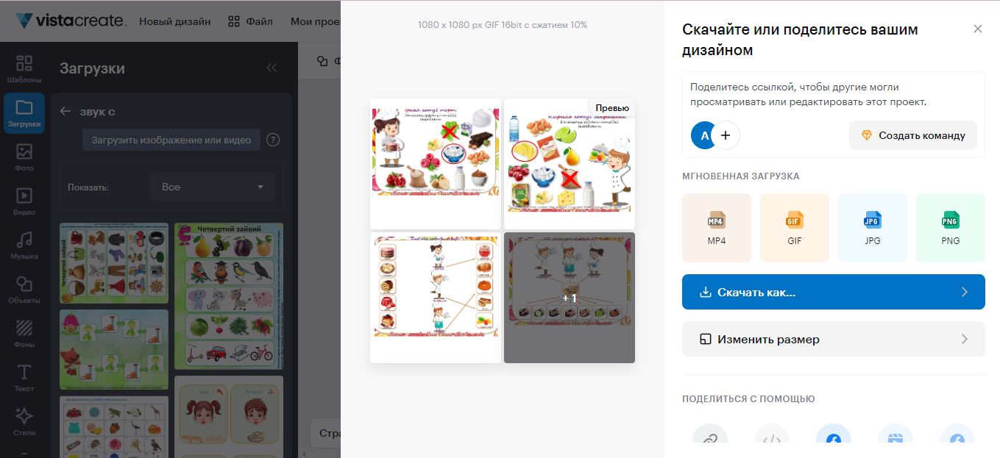 vistacreate
Новый дизайн
Файл
Мои прое
Шаблоны
Загрузки
Фото
Видео
Музыка
Объекты
Фоны
Текст
Стили
Загрузки
звук с
Загрузить изображение или видео
?
Показать:
Все
Четвертий зайвий
Четвертий зайвий
Ф
Стра
1080 x 1080 px GIF 16bit с сжатием 10%
Превью
+ 1
Скачайте или поделитесь вашим
дизайном
Поделитесь ссылкой, чтобы другие могли
просматривать или редактировать этот проект.
A
+
Создать команду
МГНОВЕННАЯ ЗАГРУЗКА
MP4
MP4
GIF
GIF
JPG
JPG
PNG
PNG
Скачать как...
Изменить размер
ПОДЕЛИТЬСЯ С ПОМОЩЬЮ